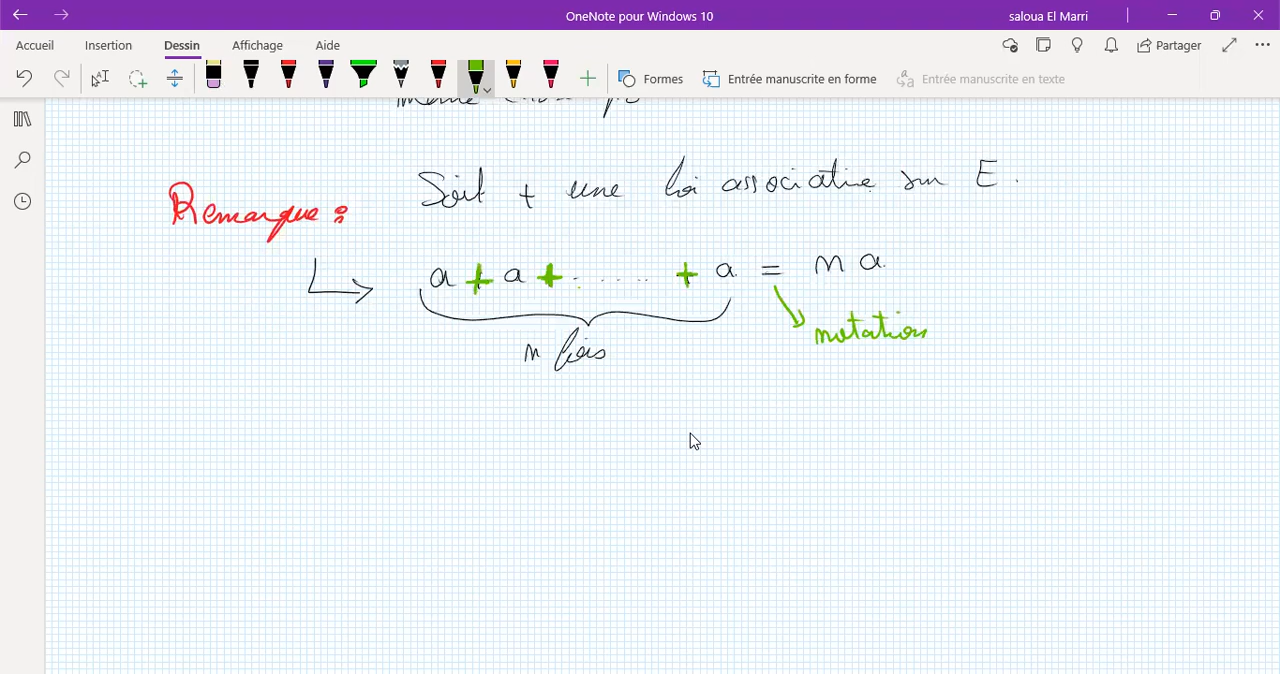 OneNote pour Windows 10
saloua El Marri
Accueil Insertion Dessin Affichage Aide
Partager
Formes Entrée manuscrite en forme Entrée manuscrite en texte
Soit + une loi associative sur E.
Remarque :
a + a + ...... + a = n a
n fois
notation